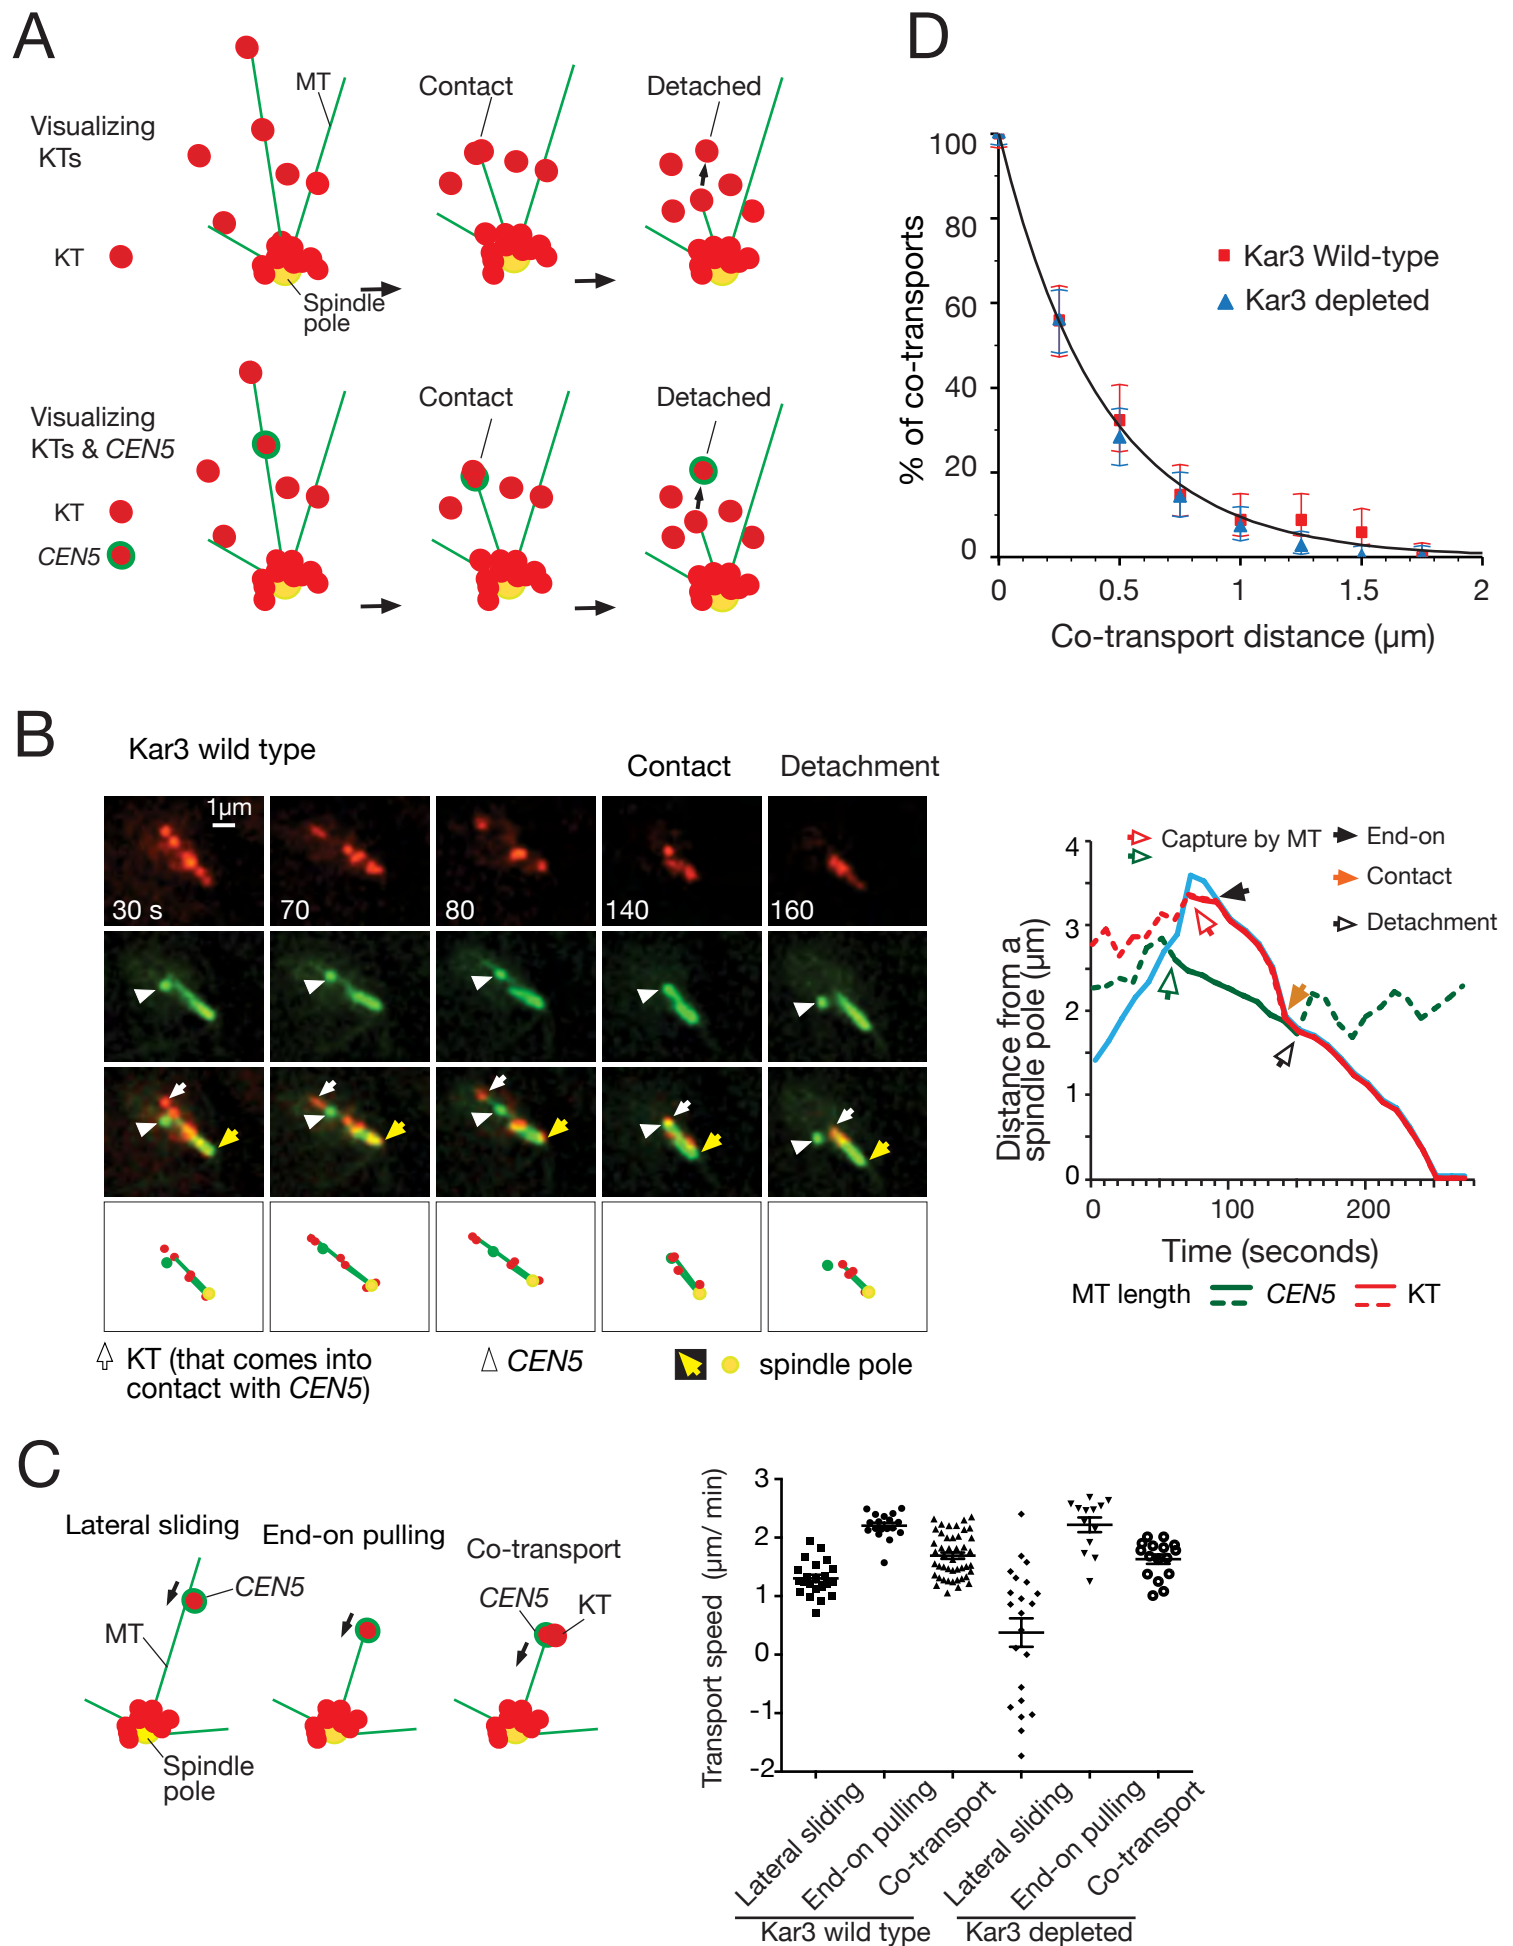 A
Visualizing
KTs
MT
Contact
Detached
KT
Spindle
pole
Visualizing
KTs & CEN5
Contact
Detached
KT
CEN5
D
% of co-transports
100
80
60
40
20
0
0
0.5
1
1.5
2
Co-transport distance (µm)
Kar3 Wild-type
Kar3 depleted
B
Kar3 wild type
Contact
Detachment
1µm
30 s
70
80
140
160
KT (that comes into
contact with CEN5)
CEN5
spindle pole
Distance from a
spindle pole (µm)
4
3
2
1
0
0
100
200
Time (seconds)
Capture by MT
End-on
Contact
Detachment
MT length
CEN5
KT
C
Lateral sliding
End-on pulling
Co-transport
CEN5
MT
Spindle
pole
CEN5
KT
Transport speed (µm/ min)
3
2
1
0
-1
-2
Lateral sliding
End-on pulling
Co-transport
Lateral sliding
End-on pulling
Co-transport
Kar3 wild type
Kar3 depleted